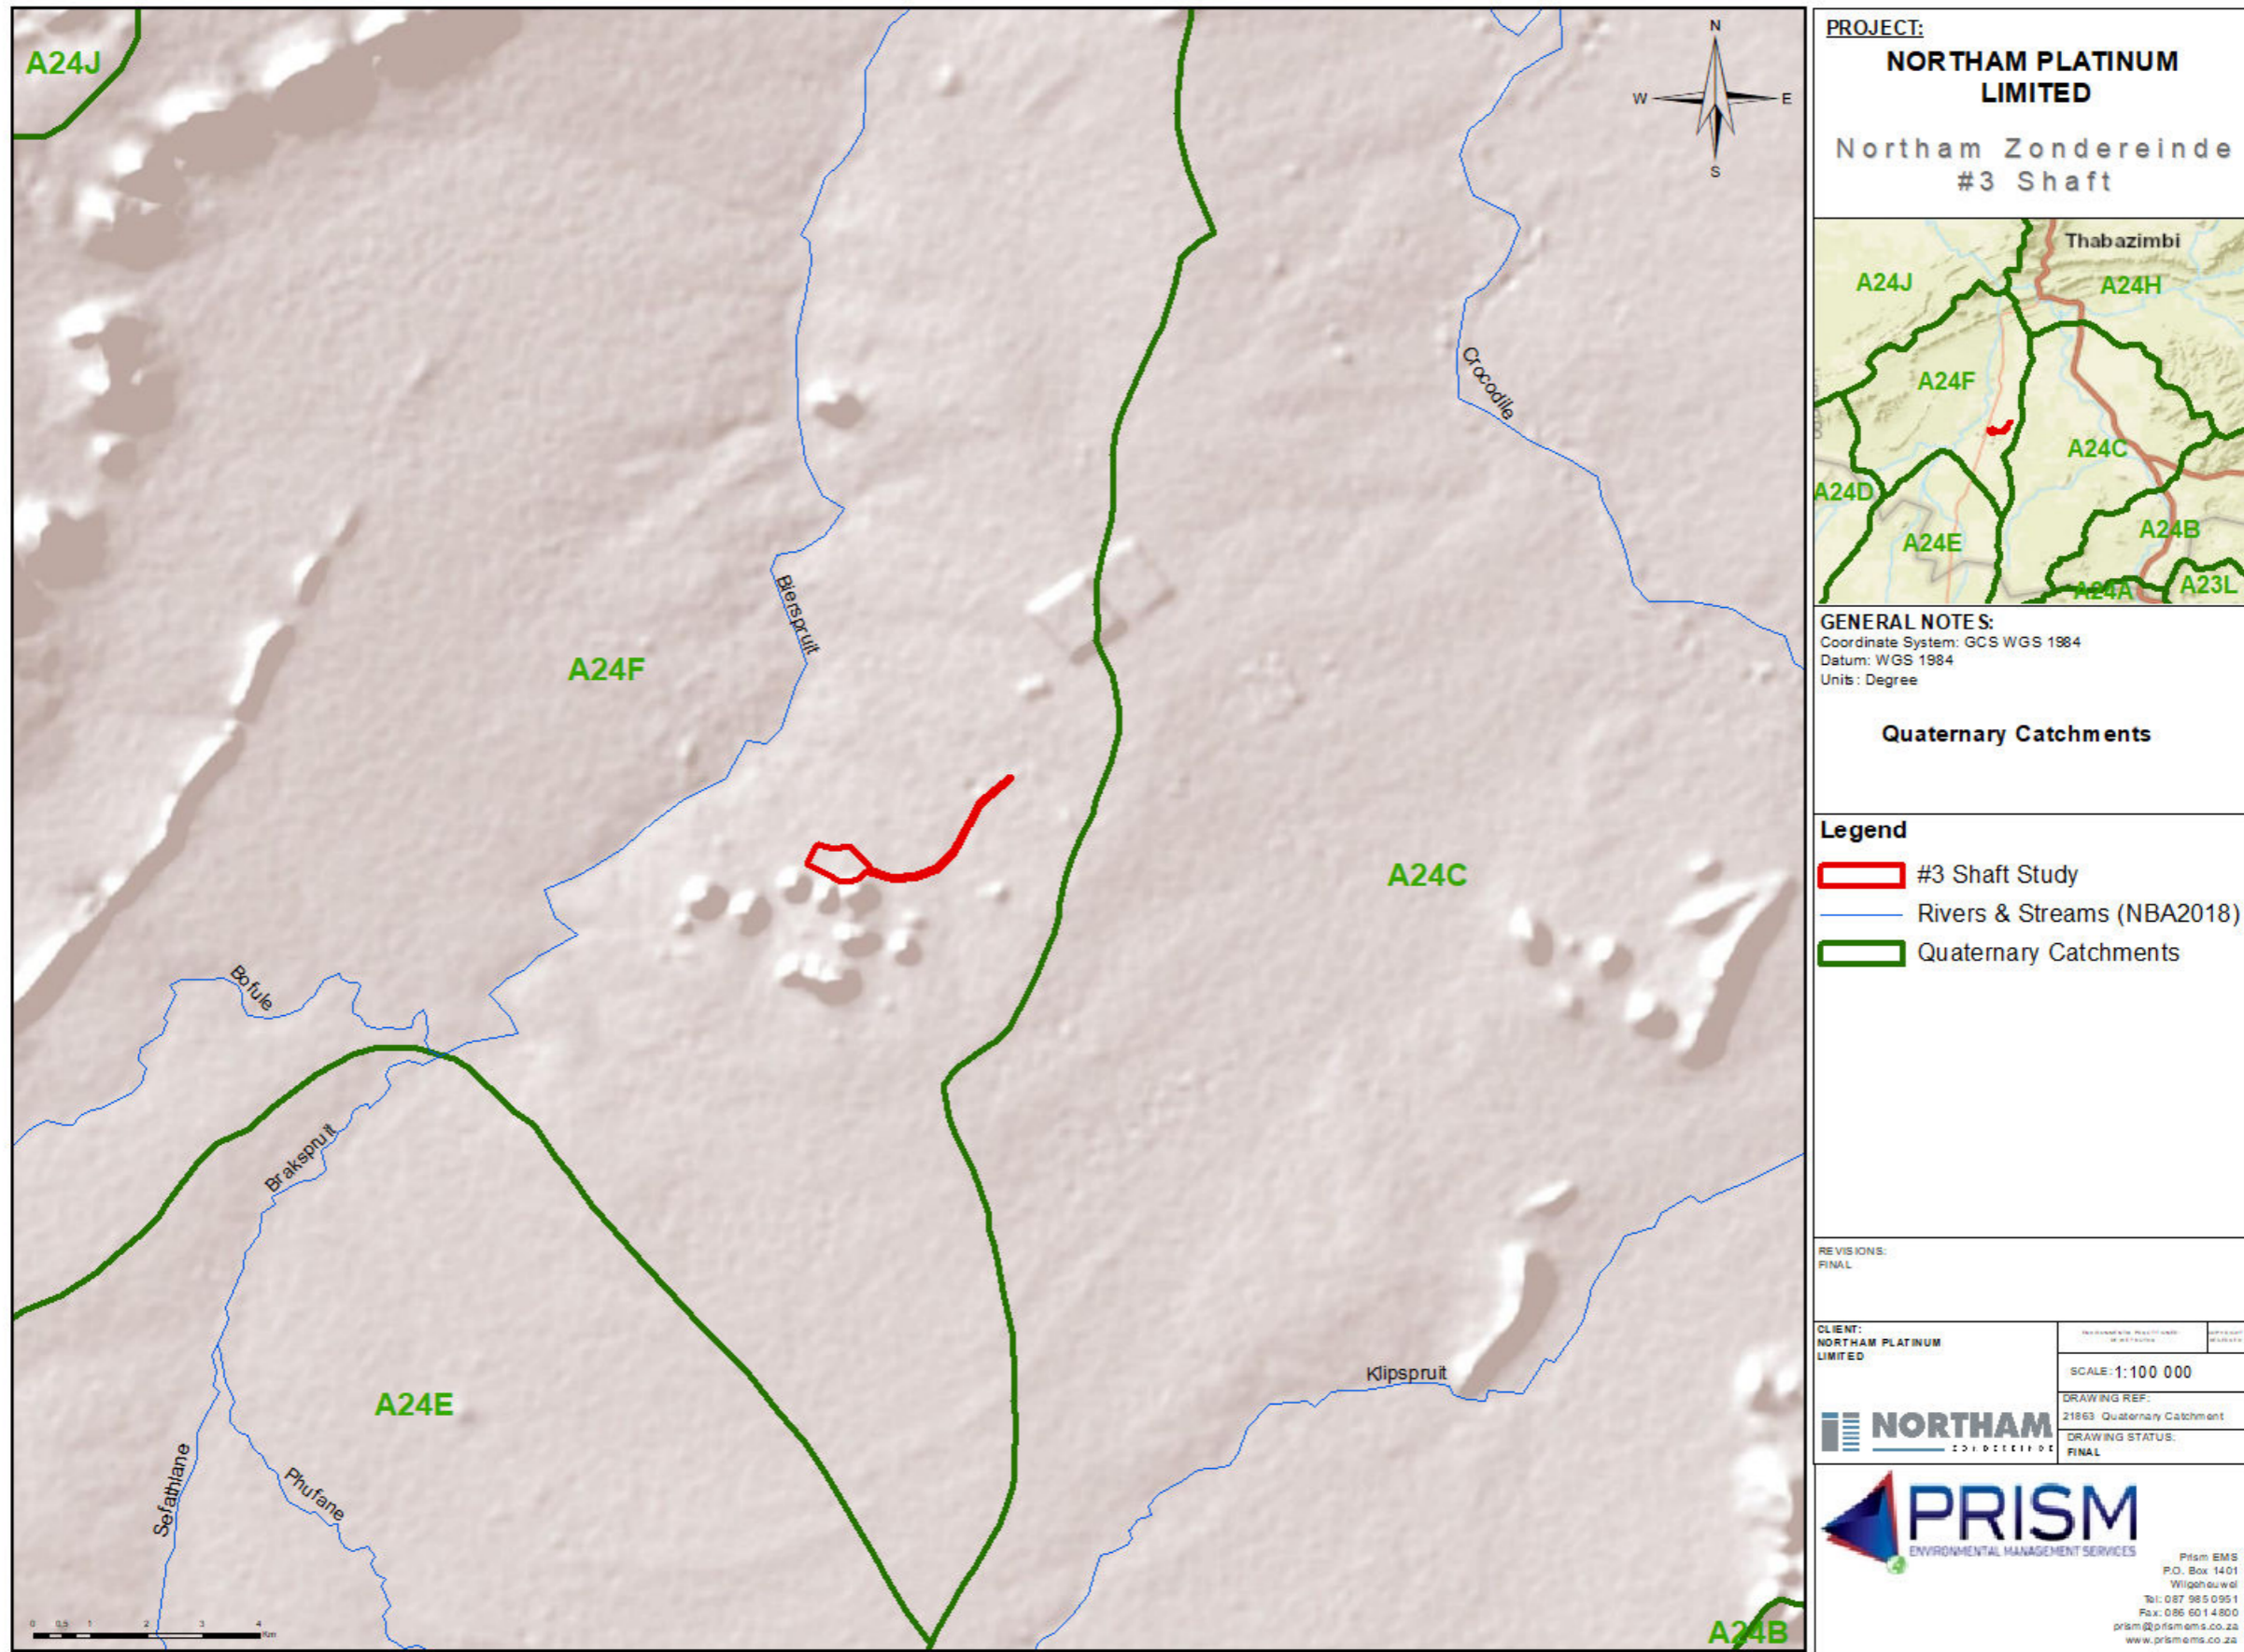 A24J
N
W E
S
Crocodile
Bierspruit
A24F
A24C
Bofule
Brakspruit
Klipspruit
A24E
Sefathlane
Phufane
A24B
0 0,5 1 2 3 4
Km
PROJECT:
NORTHAM PLATINUM
LIMITED
Northam Zondereinde
#3 Shaft
Thabazimbi
A24J
A24H
A24F
A24C
A24D
A24B
A24E
A24A
A23L
GENERAL NOTES:
Coordinate System: GCS WGS 1984
Datum: WGS 1984
Units: Degree
Quaternary Catchments
Legend
#3 Shaft Study
Rivers & Streams (NBA2018)
Quaternary Catchments
REVISIONS:
FINAL
CLIENT:
NORTHAM PLATINUM
LIMITED
SCALE: 1:100 000
DRAWING REF:
21863 Quaternary Catchment
DRAWING STATUS:
FINAL
NORTHAM
ZONDEREINDE
PRISM
ENVIRONMENTAL MANAGEMENT SERVICES
Prism EMS
P.O. Box 1401
Wilgeheuwel
Tel: 087 985 0951
Fax: 086 601 4800
prism@prismems.co.za
www.prismems.co.za